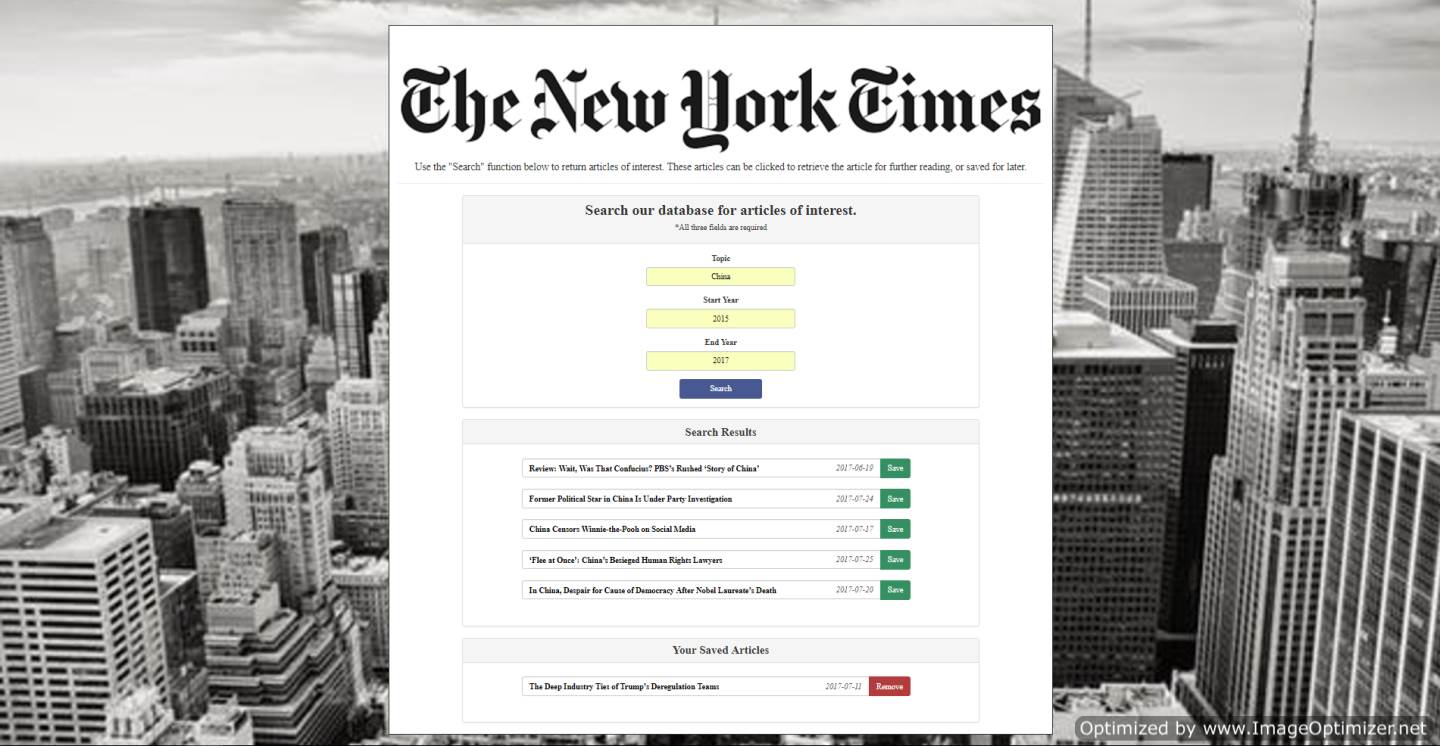 The New York Times
Use the "Search" function below to return articles of interest. These articles can be clicked to retrieve the article for further reading, or saved for later.
Search our database for articles of interest.
*All three fields are required
Topic
China
Start Year
2015
End Year
2017
Search
Search Results
Review: Wait, Was That Confucius? PBS's Rushed ‘Story of China’ 2017-06-19 Save
Former Political Star in China Is Under Party Investigation 2017-07-24 Save
China Censors Winnie-the-Pooh on Social Media 2017-07-17 Save
‘Flee at Once’: China’s Besieged Human Rights Lawyers 2017-07-25 Save
In China, Despair for Cause of Democracy After Nobel Laureate’s Death 2017-07-20 Save
Your Saved Articles
The Deep Industry Ties of Trump’s Deregulation Teams 2017-07-11 Remove
Optimized by www.ImageOptimizer.net